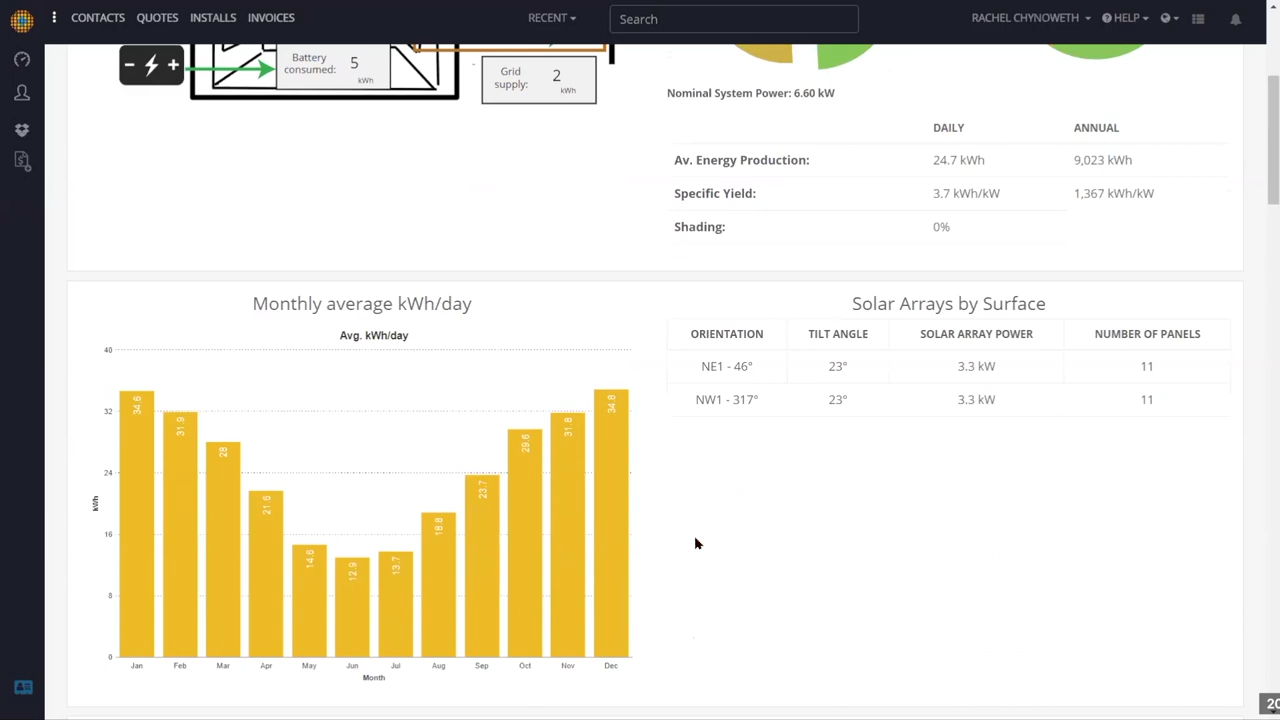 CONTACTS QUOTES INSTALLS INVOICES RECENT Search RACHEL CHYNOWETH HELP
Battery consumed: 5 kWh
Grid supply: 2 kWh
Nominal System Power: 6.60 kW
DAILY ANNUAL
Av. Energy Production: 24.7 kWh 9,023 kWh
Specific Yield: 3.7 kWh/kW 1,367 kWh/kW
Shading: 0%
Monthly average kWh/day
Avg. kWh/day
40
32
24
16
8
0
kWh
34.6 31.9 28 21.6 14.6 12.9 13.7 18.8 23.7 29.6 31.8 34.8
Jan Feb Mar Apr May Jun Jul Aug Sep Oct Nov Dec
Month
Solar Arrays by Surface
ORIENTATION TILT ANGLE SOLAR ARRAY POWER NUMBER OF PANELS
NE1 - 46° 23° 3.3 kW 11
NW1 - 317° 23° 3.3 kW 11